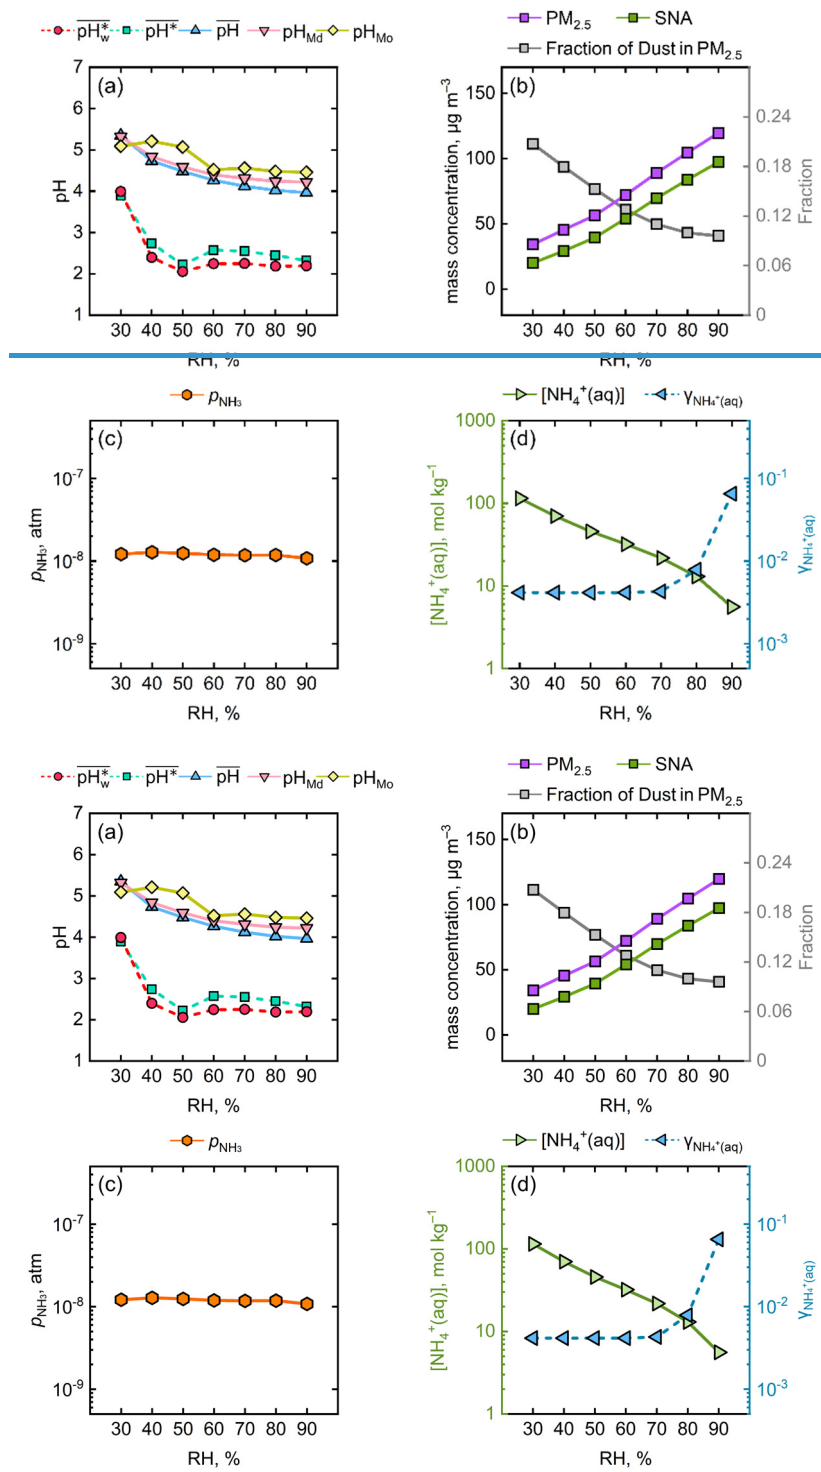 pH*w pH* pH pHMd pHMo
PM2.5 SNA
Fraction of Dust in PM2.5
(a)
7
6
5
4
3
2
1
pH
30 40 50 60 70 80 90
RH, %
(b)
150
100
50
0
mass concentration, µg m⁻³
0.24
0.18
0.12
0.06
0
Fraction
30 40 50 60 70 80 90
RH, %
pNH₃
(c)
10⁻⁷
10⁻⁸
10⁻⁹
pNH₃, atm
30 40 50 60 70 80 90
RH, %
[NH₄⁺(aq)] γNH₄⁺(aq)
(d)
1000
100
10
1
[NH₄⁺(aq)], mol kg⁻¹
10⁻¹
10⁻²
10⁻³
γNH₄⁺(aq)
30 40 50 60 70 80 90
RH, %
pH*w pH* pH pHMd pHMo
PM2.5 SNA
Fraction of Dust in PM2.5
(a)
7
6
5
4
3
2
1
pH
30 40 50 60 70 80 90
RH, %
(b)
150
100
50
0
mass concentration, µg m⁻³
0.24
0.18
0.12
0.06
0
Fraction
30 40 50 60 70 80 90
RH, %
pNH₃
(c)
10⁻⁷
10⁻⁸
10⁻⁹
pNH₃, atm
30 40 50 60 70 80 90
RH, %
[NH₄⁺(aq)] γNH₄⁺(aq)
(d)
1000
100
10
1
[NH₄⁺(aq)], mol kg⁻¹
10⁻¹
10⁻²
10⁻³
γNH₄⁺(aq)
30 40 50 60 70 80 90
RH, %